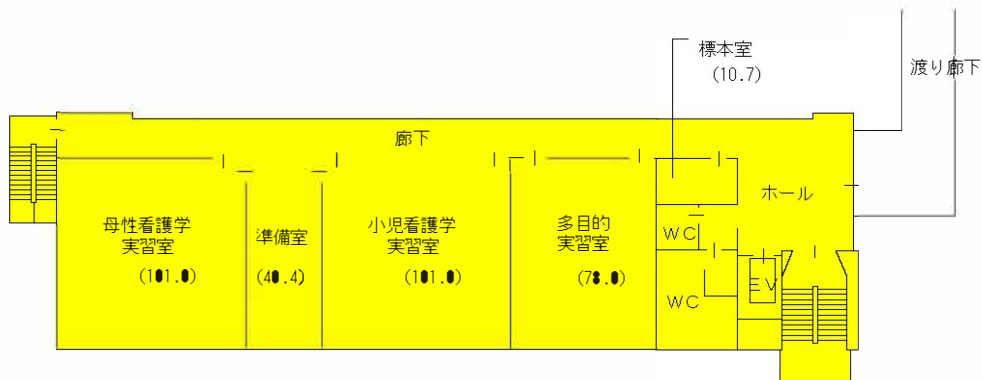 標本室
(10.7)
渡り廊下
廊下
ホール
母性看護学
実習室
(101.0)
準備室
(40.4)
小児看護学
実習室
(101.0)
多目的
実習室
(78.0)
WC
WC
EV